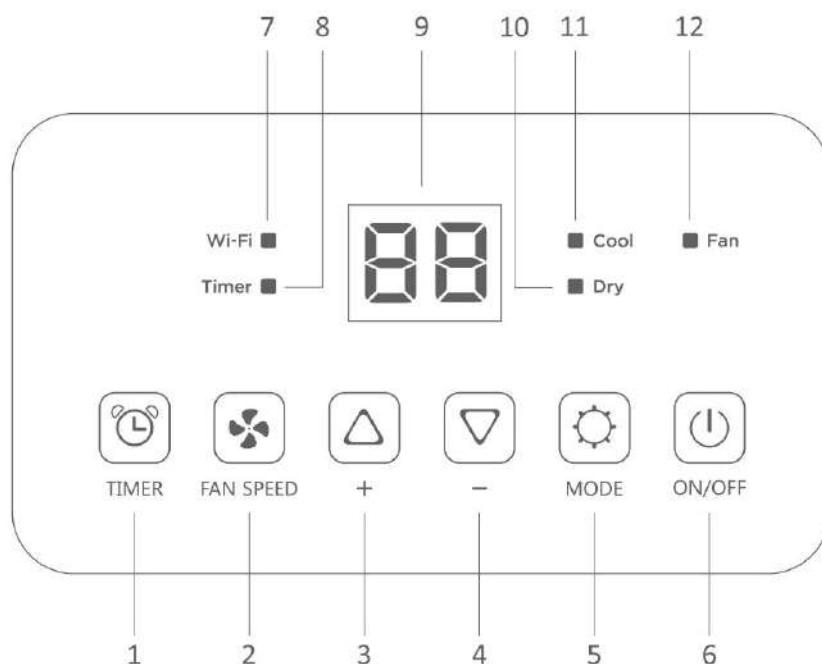 7 8 9 10 11 12
Wi-Fi
Timer
88
Cool
Fan
Dry
TIMER FAN SPEED + − MODE ON/OFF
1 2 3 4 5 6